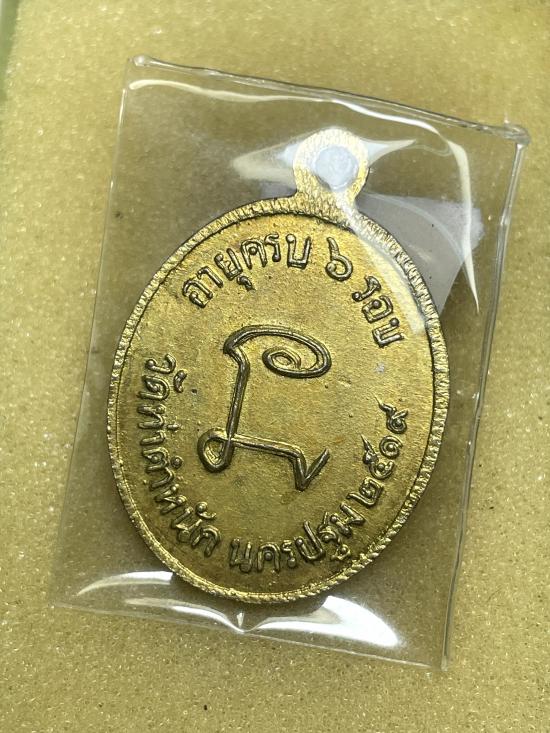 อายุครบ ๖ รอบ
วัดท่าตำหนัก นครปฐม ๒๕๑๙